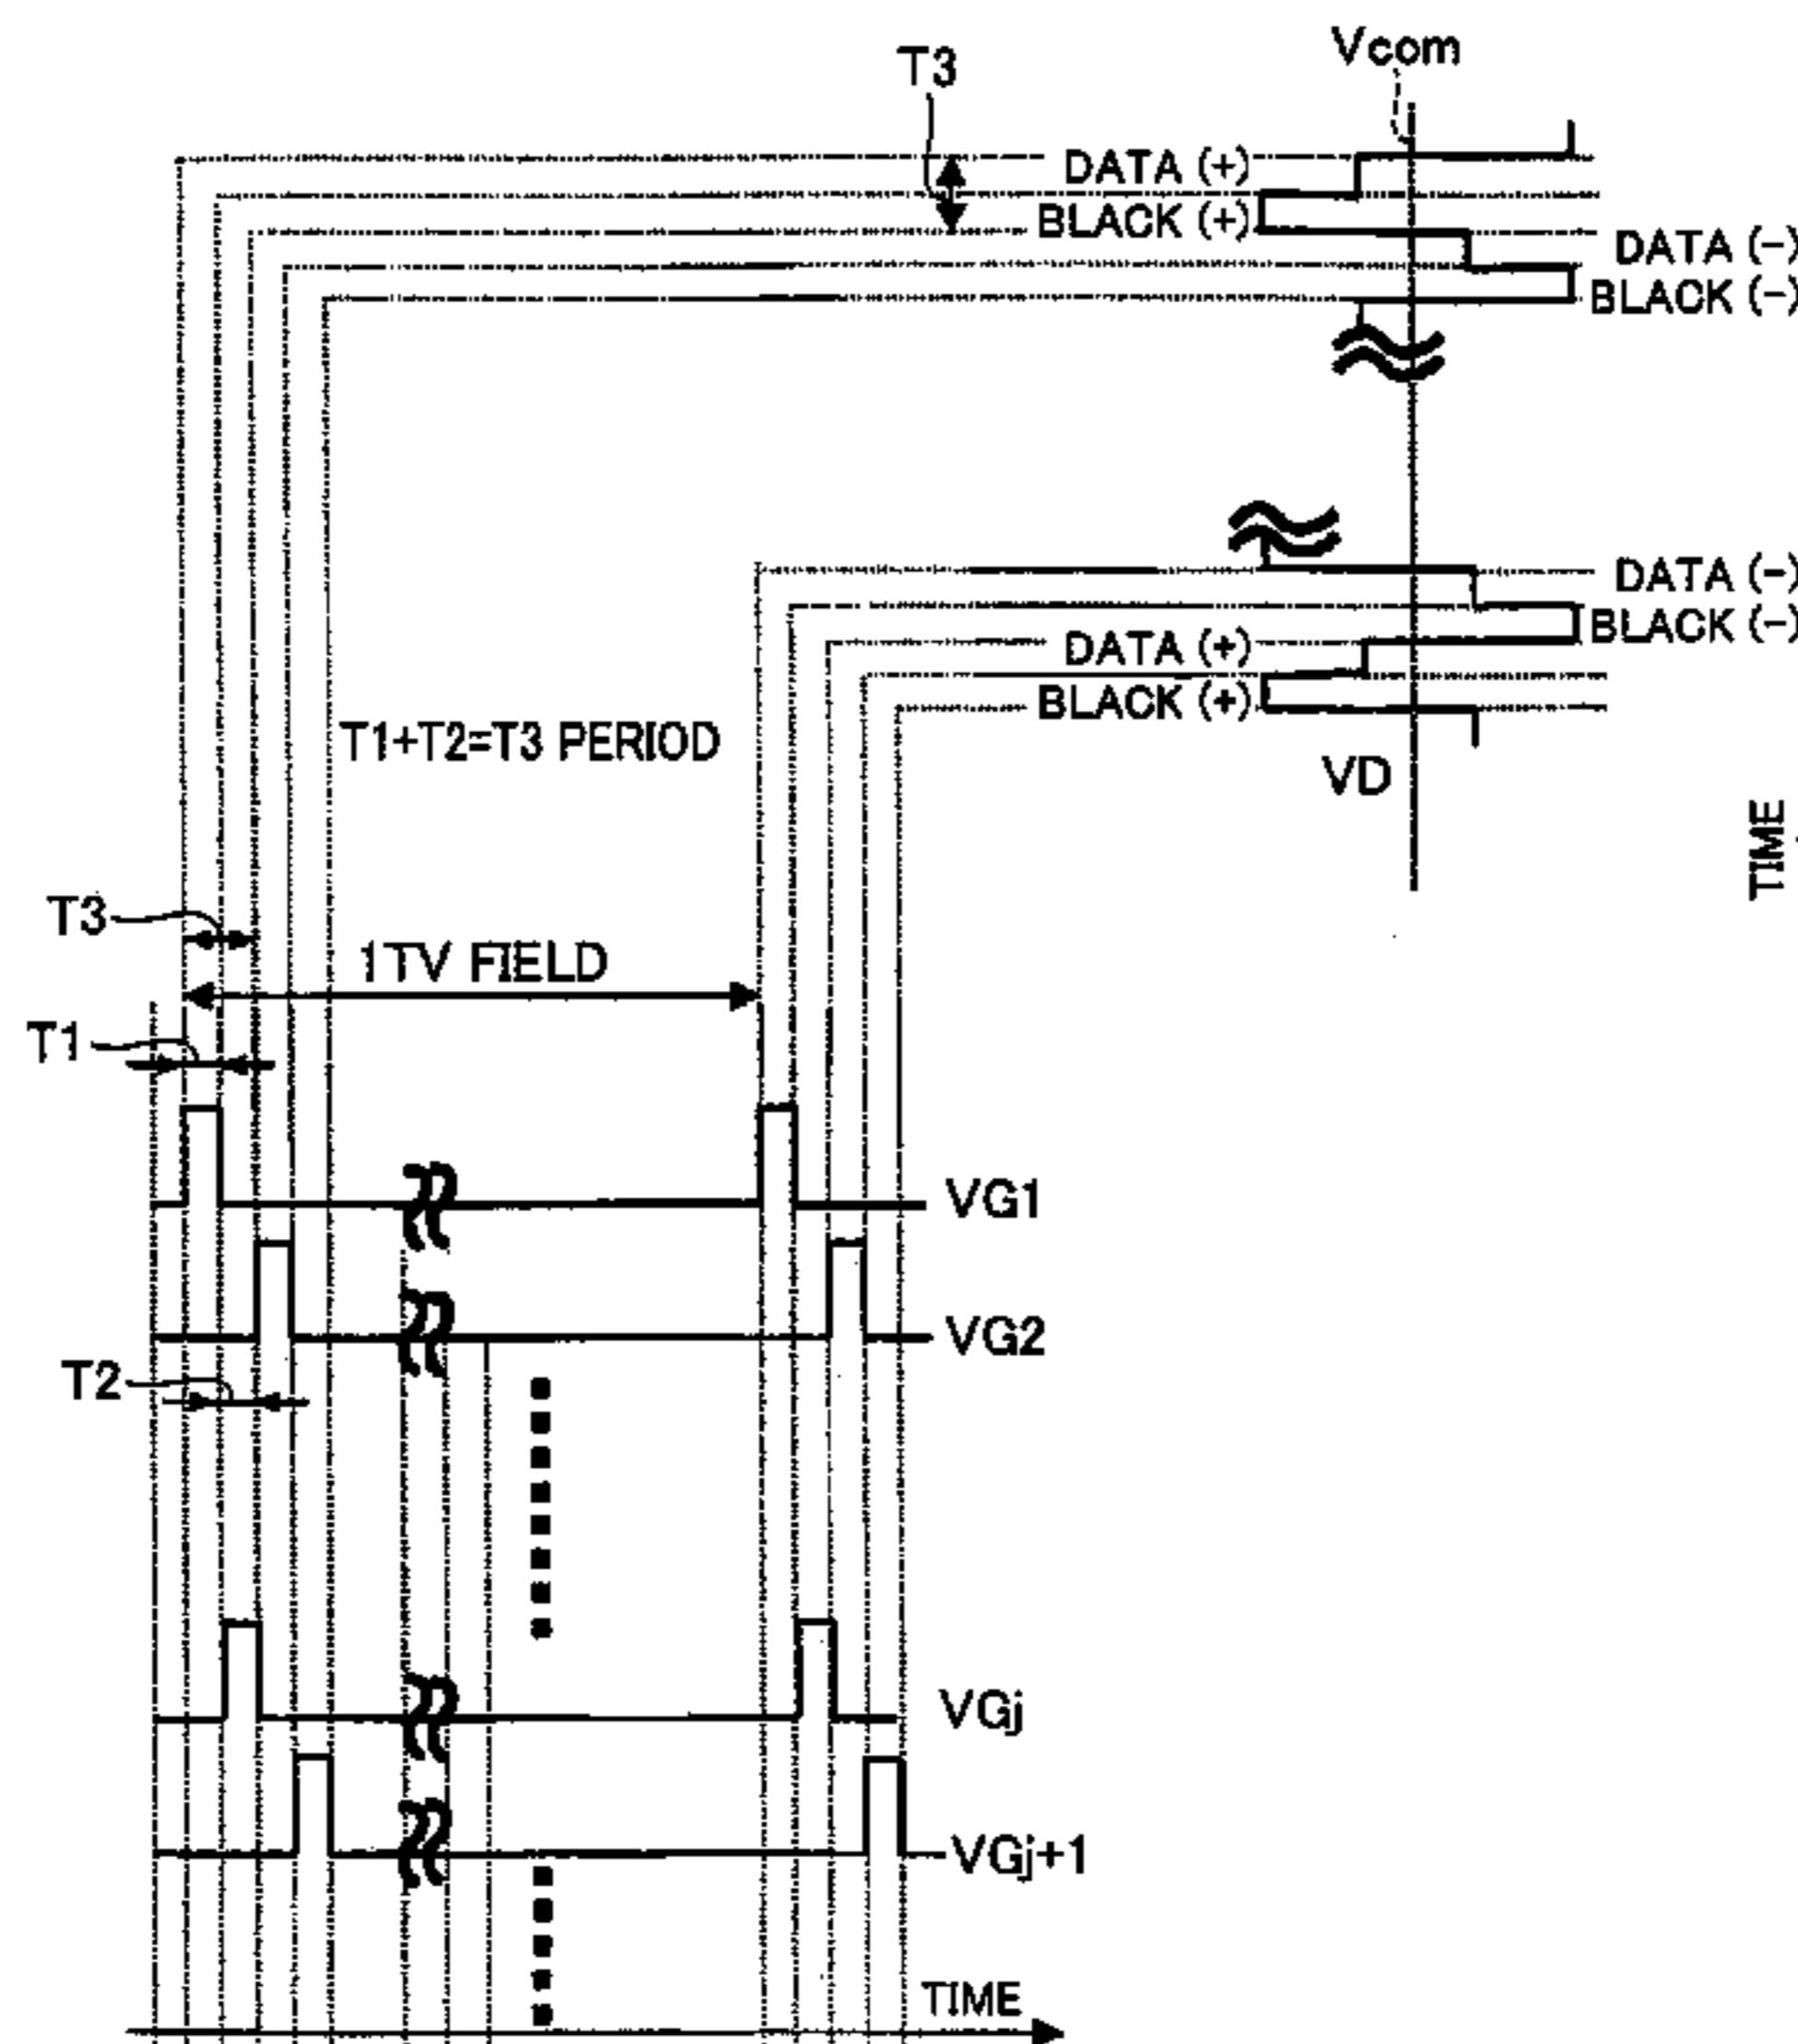 Vcom
T3
DATA (+)
BLACK (+)
DATA (-)
BLACK (-)
DATA (-)
BLACK (-)
DATA (+)
BLACK (+)
T1+T2=T3 PERIOD
VD
TIME
T3
1TV FIELD
T1
VG1
VG2
T2
VGj
VGj+1
TIME